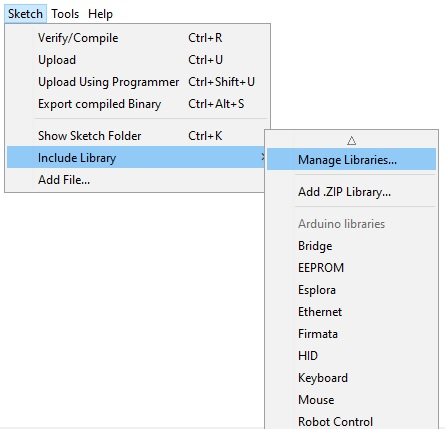 Sketch Tools Help
Verify/Compile Ctrl+R
Upload Ctrl+U
Upload Using Programmer Ctrl+Shift+U
Export compiled Binary Ctrl+Alt+S
Show Sketch Folder Ctrl+K
Include Library
Add File...
Manage Libraries...
Add .ZIP Library...
Arduino libraries
Bridge
EEPROM
Esplora
Ethernet
Firmata
HID
Keyboard
Mouse
Robot Control